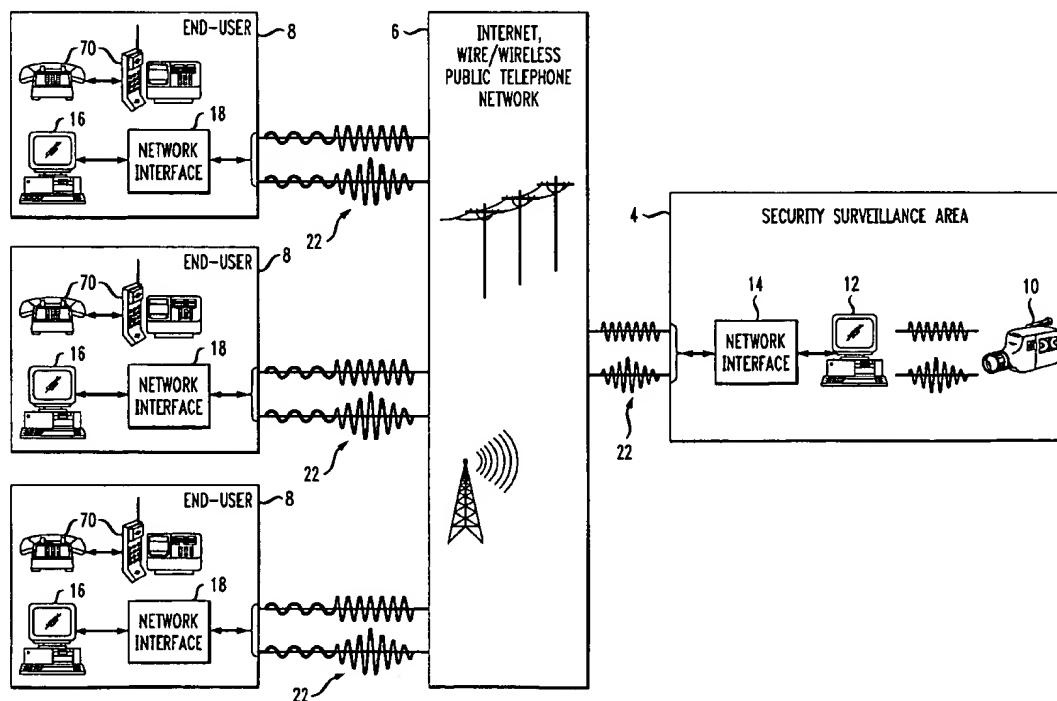 END-USER
8
70
16
18
NETWORK
INTERFACE
22
END-USER
8
70
16
18
NETWORK
INTERFACE
22
END-USER
8
70
16
18
NETWORK
INTERFACE
22
6
INTERNET,
WIRE/WIRELESS
PUBLIC TELEPHONE
NETWORK
4
SECURITY SURVEILLANCE AREA
14
12
10
NETWORK
INTERFACE
22